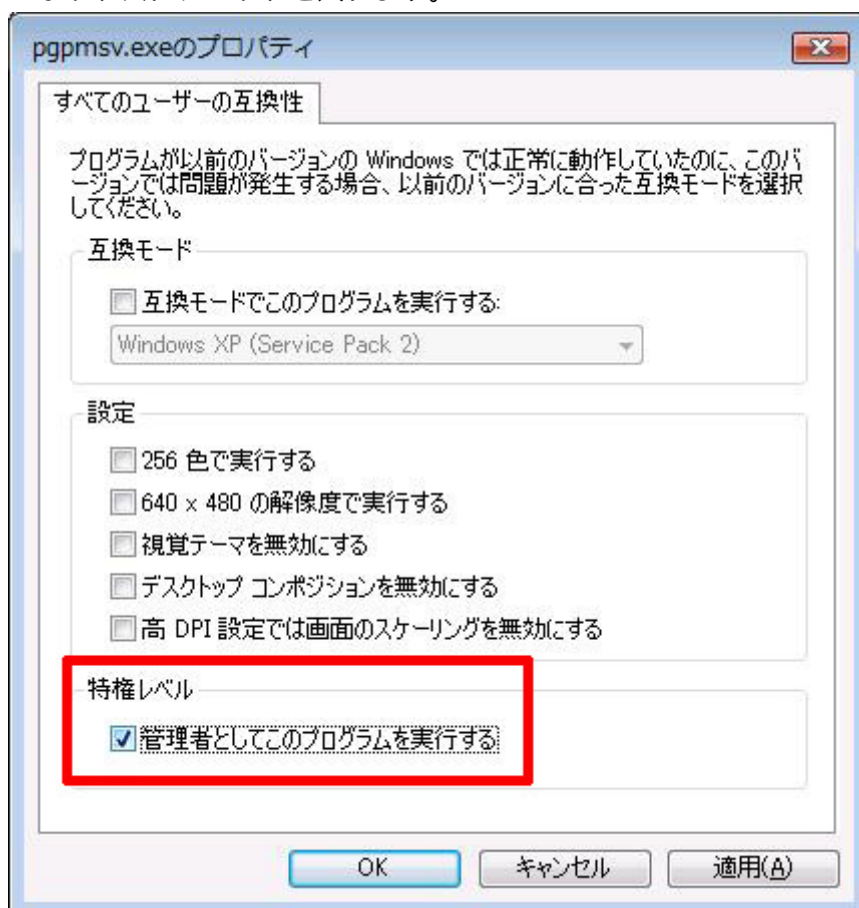 pgpmsv.exeのプロパティ
すべてのユーザーの互換性
プログラムが以前のバージョンの Windows では正常に動作していたのに、このバ
ージョンでは問題が発生する場合、以前のバージョンに合った互換モードを選択
してください。
互換モード
互換モードでこのプログラムを実行する:
Windows XP (Service Pack 2)
設定
256 色で実行する
640 x 480 の解像度で実行する
視覚テーマを無効にする
デスクトップ コンポジションを無効にする
高 DPI 設定では画面のスケーリングを無効にする
特権レベル
管理者としてこのプログラムを実行する
OK キャンセル 適用(A)